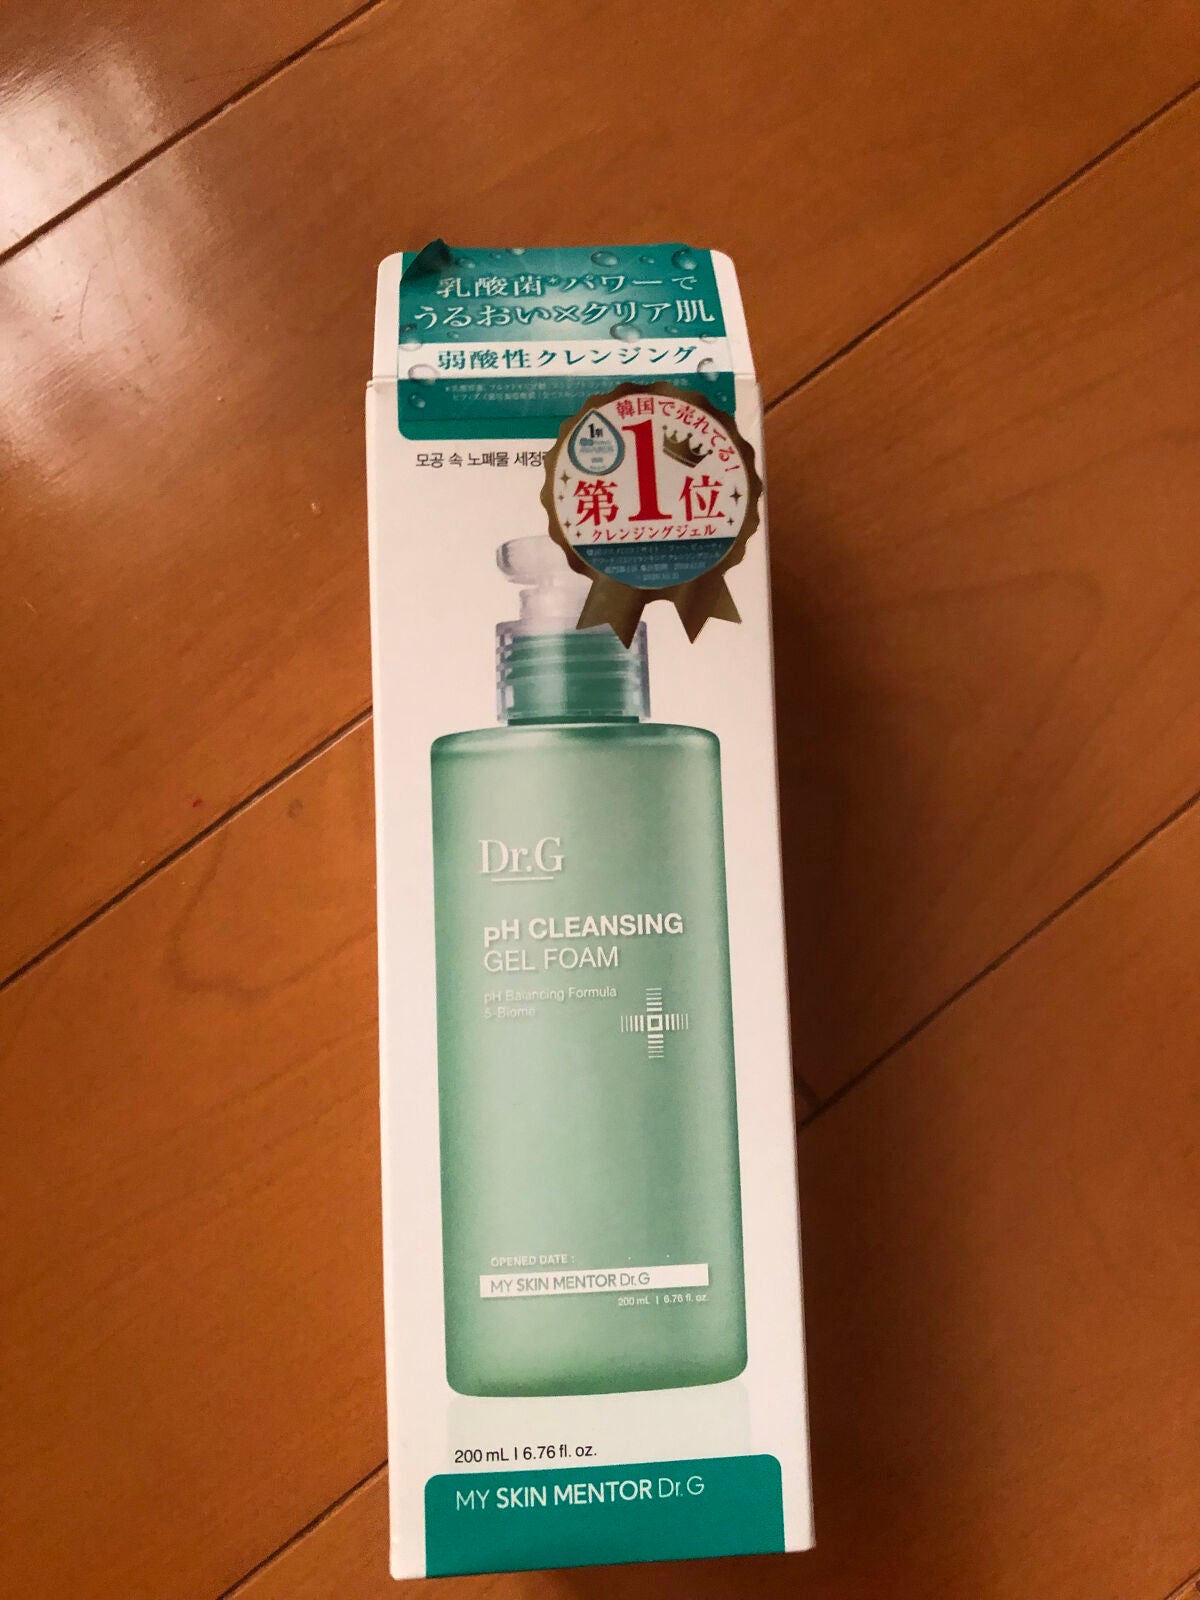 乳酸菌*パワーで
うるおい×クリア肌
弱酸性クレンジング
모공 속 노폐물 세정
韓国で売れてる!
1
第1位
クレンジングジェル
Dr.G
pH CLEANSING
GEL FOAM
pH Balancing Formula
5-Biome
OPENED DATE :
MY SKIN MENTOR Dr.G
200 mL | 6.76 fl. oz.
200 mL | 6.76 fl. oz.
MY SKIN MENTOR Dr.G